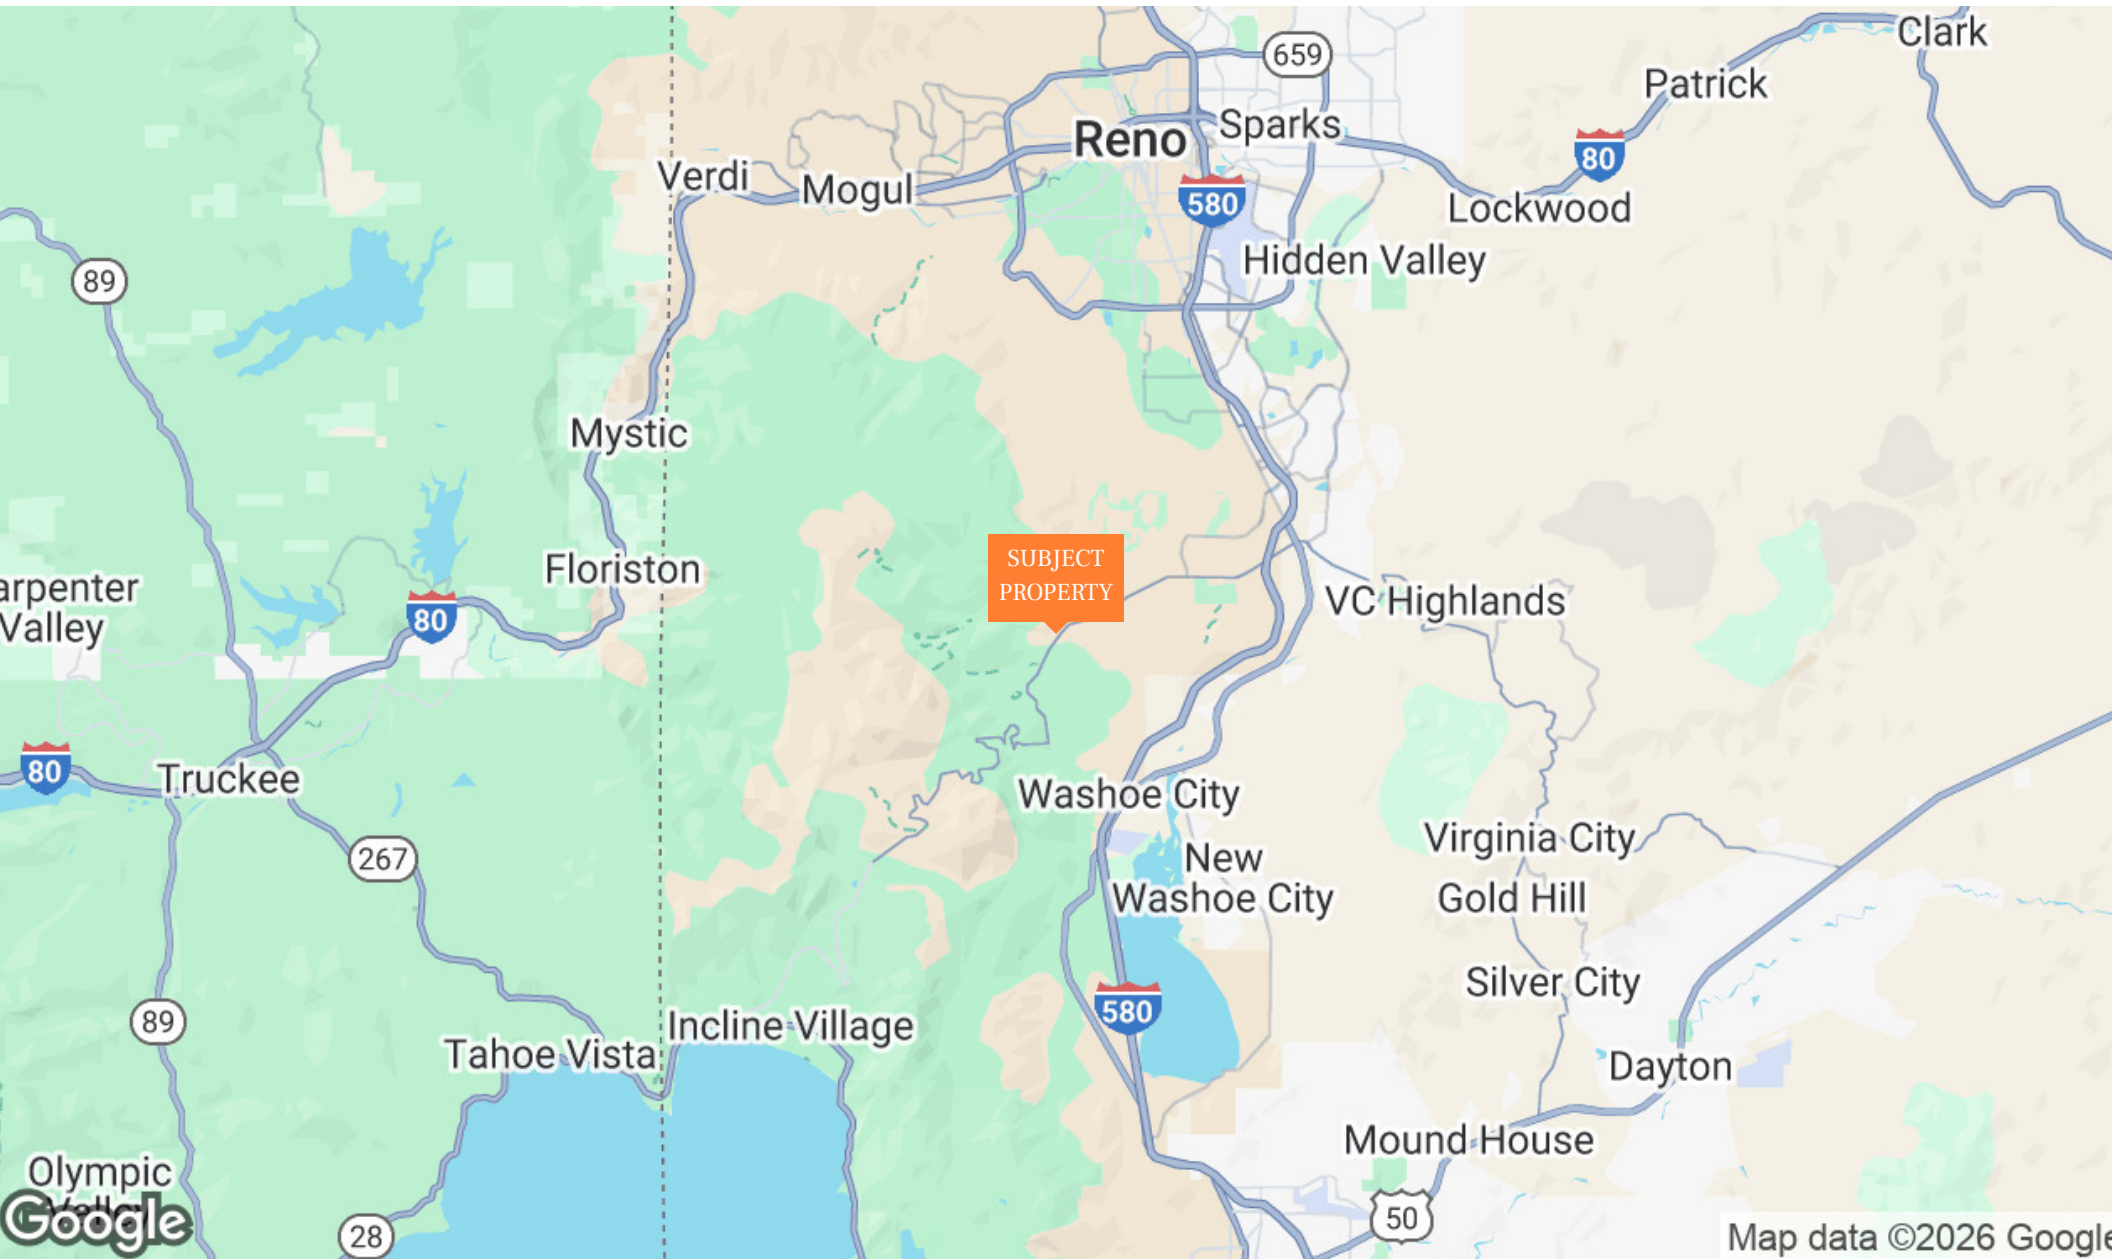 Clark
659
Patrick
Reno
Sparks
80
Verdi
Mogul
580
Lockwood
Hidden Valley
89
Mystic
SUBJECT
PROPERTY
Floriston
arpenter
Valley
80
VC Highlands
80
Truckee
Washoe City
267
Virginia City
New
Washoe City
Gold Hill
Silver City
580
89
Incline Village
Tahoe Vista
Dayton
Mound House
Olympic
Valley
Google
28
50
Map data ©2026 Google